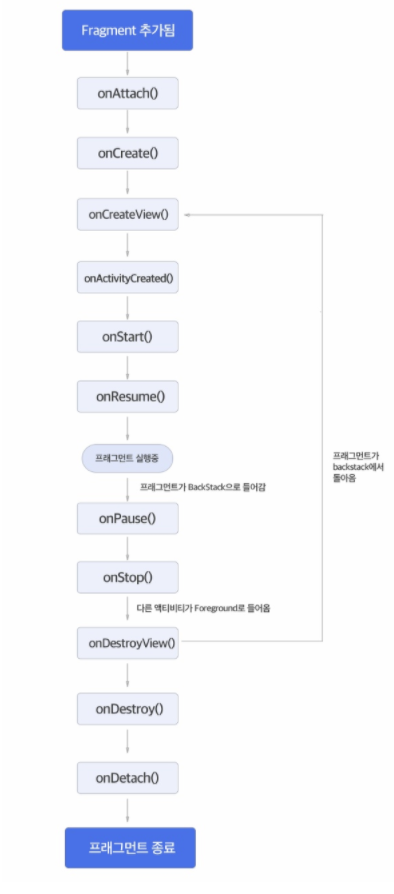 Fragment 추가됨
onAttach()
onCreate()
onCreateView()
onActivityCreated()
onStart()
onResume()
프래그먼트 실행중
프래그먼트가 BackStack으로 들어감
프래그먼트가
backstack에서
돌아옴
onPause()
onStop()
다른 액티비티가 Foreground로 들어옴
onDestroyView()
onDestroy()
onDetach()
프래그먼트 종료